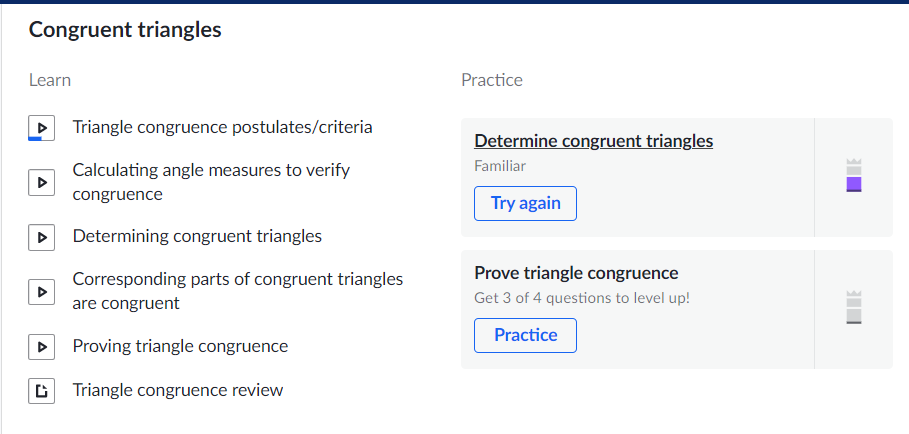 Congruent triangles
Learn
Triangle congruence postulates/criteria
Calculating angle measures to verify
congruence
Determining congruent triangles
Corresponding parts of congruent triangles
are congruent
Proving triangle congruence
Triangle congruence review
Practice
Determine congruent triangles
Familiar
Try again
Prove triangle congruence
Get 3 of 4 questions to level up!
Practice